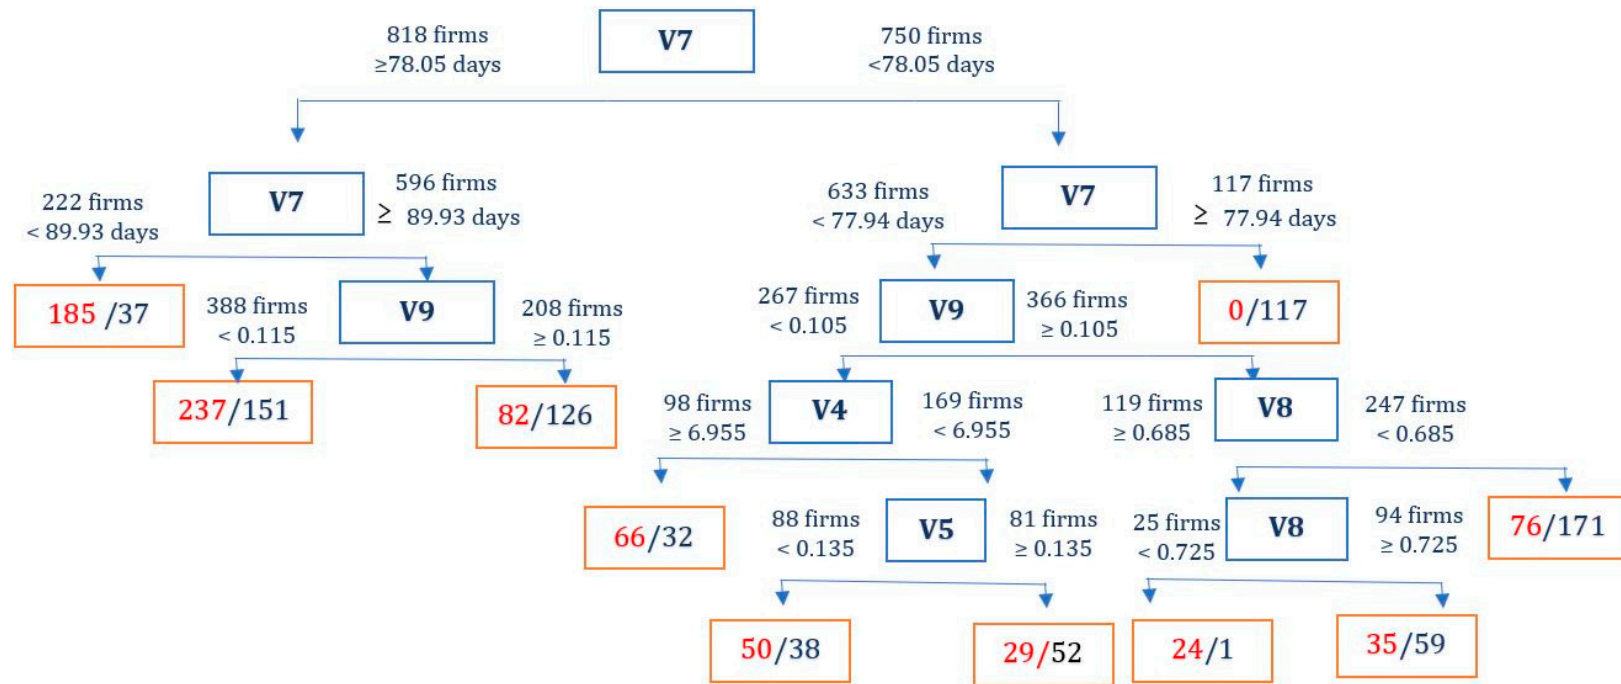 818 firms
≥78.05 days
V7
750 firms
<78.05 days
222 firms
< 89.93 days
V7
596 firms
≥ 89.93 days
633 firms
< 77.94 days
V7
117 firms
≥ 77.94 days
185 /37
388 firms
< 0.115
V9
208 firms
≥ 0.115
267 firms
< 0.105
V9
366 firms
≥ 0.105
0/117
237/151
82/126
98 firms
≥ 6.955
V4
169 firms
< 6.955
119 firms
≥ 0.685
V8
247 firms
< 0.685
66/32
88 firms
< 0.135
V5
81 firms
≥ 0.135
25 firms
< 0.725
V8
94 firms
≥ 0.725
76/171
50/38
29/52
24/1
35/59